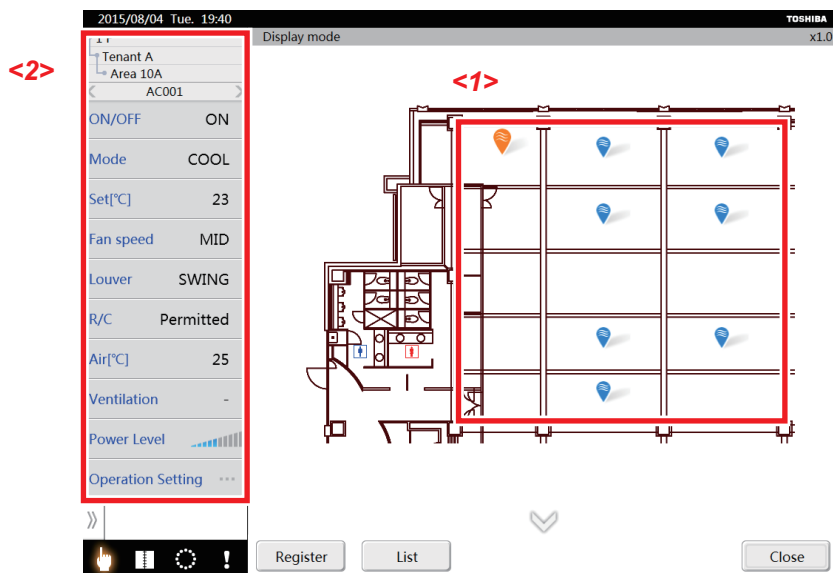 2015/08/04 Tue. 19:40
TOSHIBA
Display mode
x1.0
Tenant A
Area 10A
AC001
<2>
<1>
ON/OFF ON
Mode COOL
Set[℃] 23
Fan speed MID
Louver SWING
R/C Permitted
Air[℃] 25
Ventilation -
Power Level
Operation Setting ...
Register
List
Close